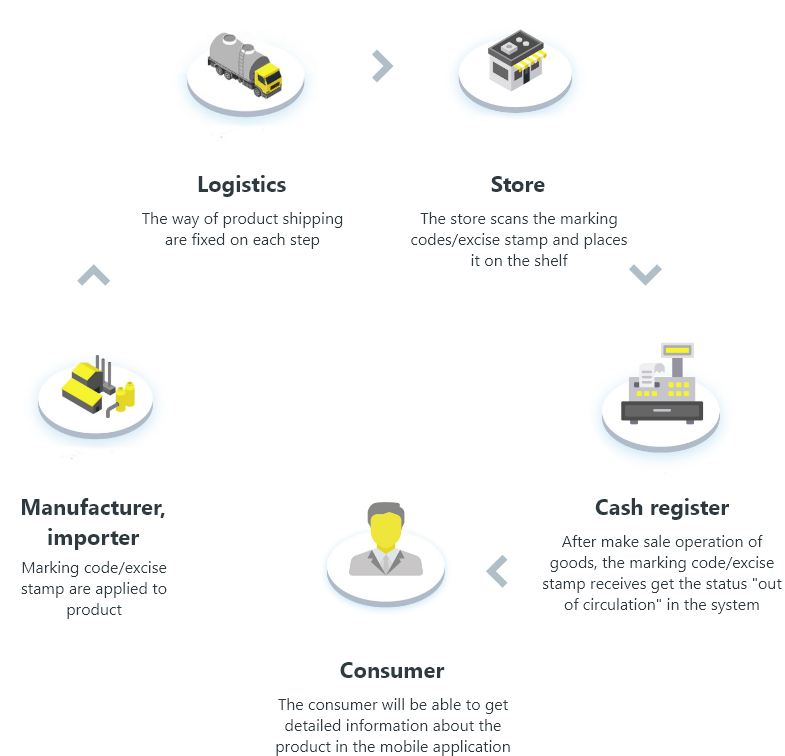 Logistics
The way of product shipping
are fixed on each step
Store
The store scans the marking
codes/excise stamp and places
it on the shelf
Manufacturer,
importer
Marking code/excise
stamp are applied to
product
Cash register
After make sale operation of
goods, the marking code/excise
stamp receives get the status "out
of circulation" in the system
Consumer
The consumer will be able to get
detailed information about the
product in the mobile application